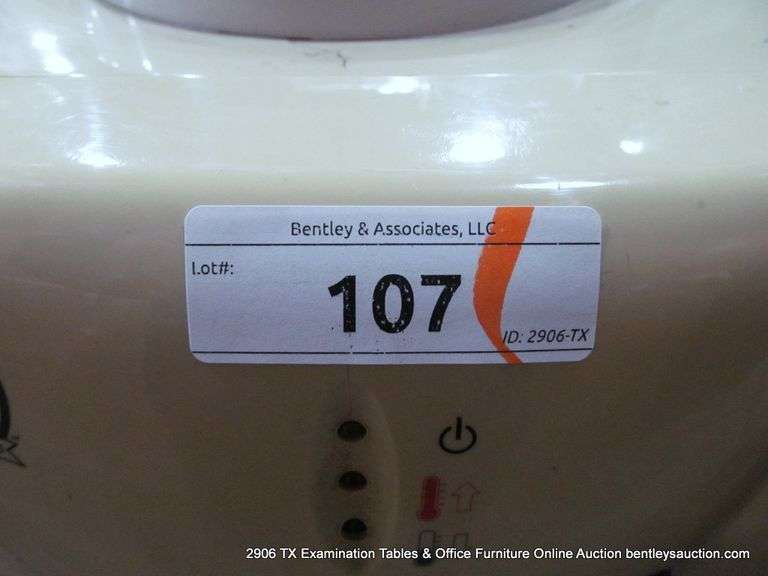 Bentley & Associates, LLC
Lot#:
107
ID: 2906-TX
2906 TX Examination Tables & Office Furniture Online Auction bentleysauction.com